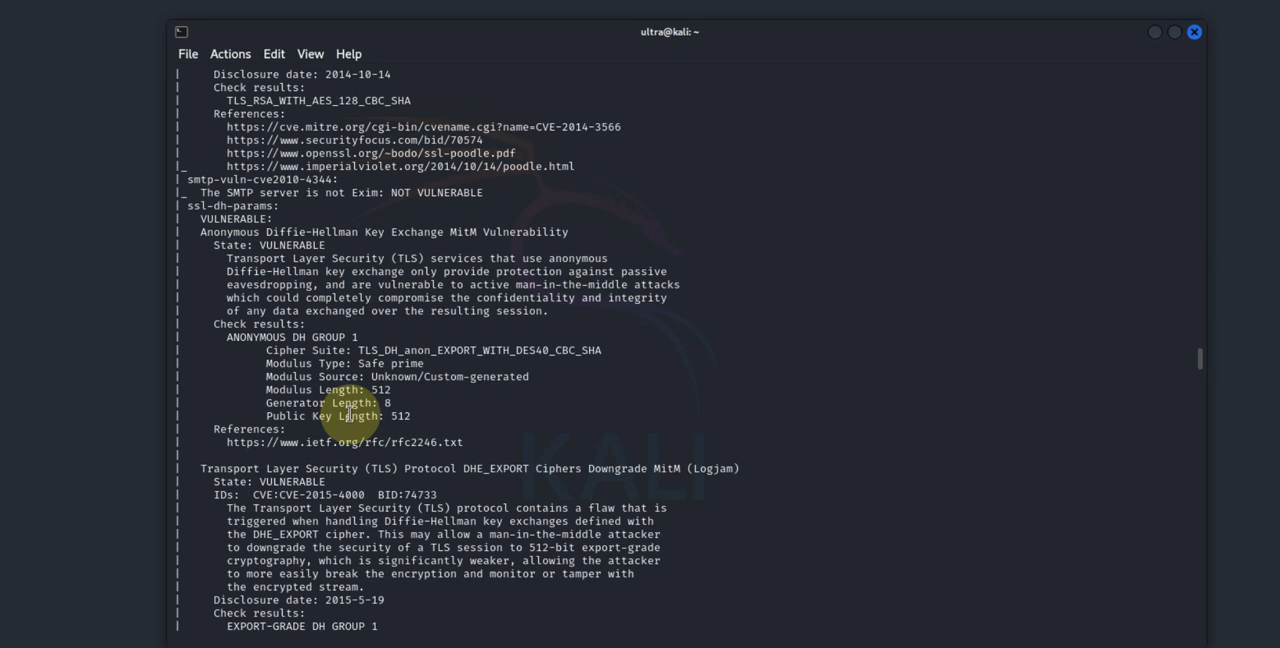 ultra@kali: ~
File Actions Edit View Help
|     Disclosure date: 2014-10-14
|     Check results:
|       TLS_RSA_WITH_AES_128_CBC_SHA
|     References:
|       https://cve.mitre.org/cgi-bin/cvename.cgi?name=CVE-2014-3566
|       https://www.securityfocus.com/bid/70574
|       https://www.openssl.org/~bodo/ssl-poodle.pdf
|_      https://www.imperialviolet.org/2014/10/14/poodle.html
| smtp-vuln-cve2010-4344:
|_  The SMTP server is not Exim: NOT VULNERABLE
| ssl-dh-params:
|   VULNERABLE:
|   Anonymous Diffie-Hellman Key Exchange MitM Vulnerability
|     State: VULNERABLE
|       Transport Layer Security (TLS) services that use anonymous
|       Diffie-Hellman key exchange only provide protection against passive
|       eavesdropping, and are vulnerable to active man-in-the-middle attacks
|       which could completely compromise the confidentiality and integrity
|       of any data exchanged over the resulting session.
|     Check results:
|       ANONYMOUS DH GROUP 1
|             Cipher Suite: TLS_DH_anon_EXPORT_WITH_DES40_CBC_SHA
|             Modulus Type: Safe prime
|             Modulus Source: Unknown/Custom-generated
|             Modulus Length: 512
|             Generator Length: 8
|             Public Key Length: 512
|     References:
|       https://www.ietf.org/rfc/rfc2246.txt
|
|   Transport Layer Security (TLS) Protocol DHE_EXPORT Ciphers Downgrade MitM (Logjam)
|     State: VULNERABLE
|     IDs:  CVE:CVE-2015-4000  BID:74733
|       The Transport Layer Security (TLS) protocol contains a flaw that is
|       triggered when handling Diffie-Hellman key exchanges defined with
|       the DHE_EXPORT cipher. This may allow a man-in-the-middle attacker
|       to downgrade the security of a TLS session to 512-bit export-grade
|       cryptography, which is significantly weaker, allowing the attacker
|       to more easily break the encryption and monitor or tamper with
|       the encrypted stream.
|     Disclosure date: 2015-5-19
|     Check results:
|       EXPORT-GRADE DH GROUP 1
KALI